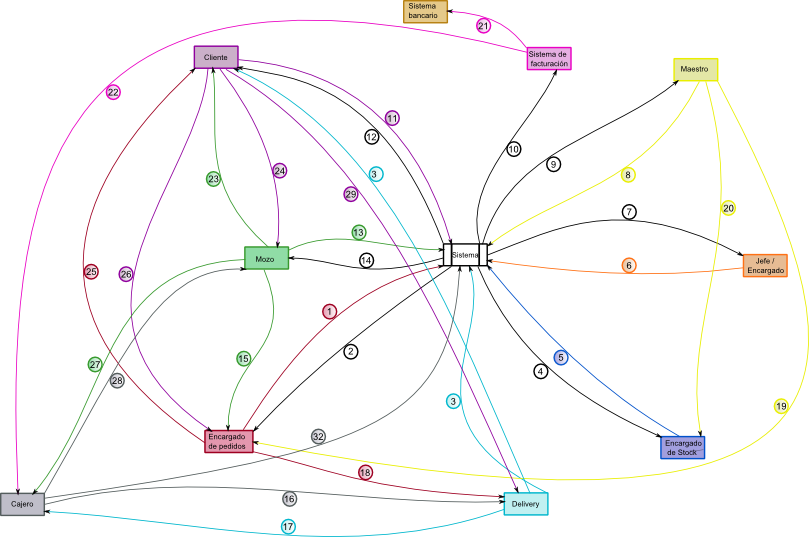 Sistema
bancario
21
Sistema de
facturación
Cliente
Maestro
22
11
12
10
9
24
3
8
23
29
20
7
13
Sistema
14
Mozo
6
Jefe /
Encargado
25
26
1
2
5
15
27
28
4
3
19
32
Encargado
de pedidos
Encargado
de Stock
18
16
Cajero
Delivery
17